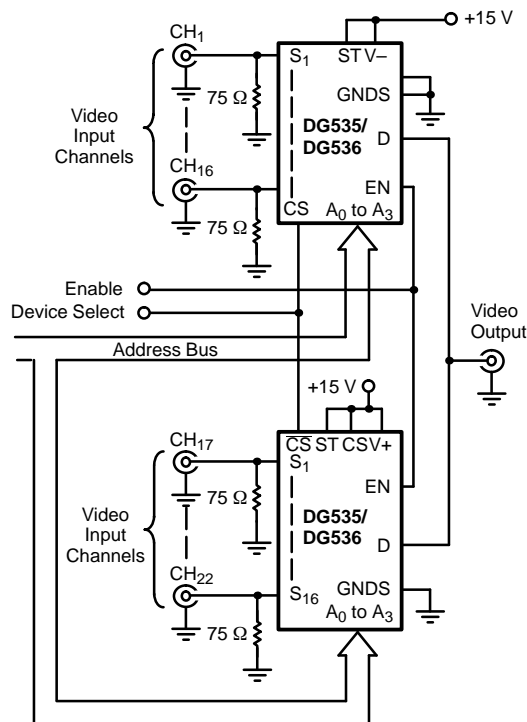 CH1
+15 V
S1
ST V–
GNDS
75 Ω
Video
Input
Channels
DG535/
DG536
D
CH16
EN
75 Ω
CS
A0 to A3
Enable
Device Select
Video
Output
Address Bus
+15 V
C̅S̅ ST CS V+
CH17
S1
EN
75 Ω
Video
Input
Channels
DG535/
DG536
D
CH22
GNDS
S16
A0 to A3
75 Ω